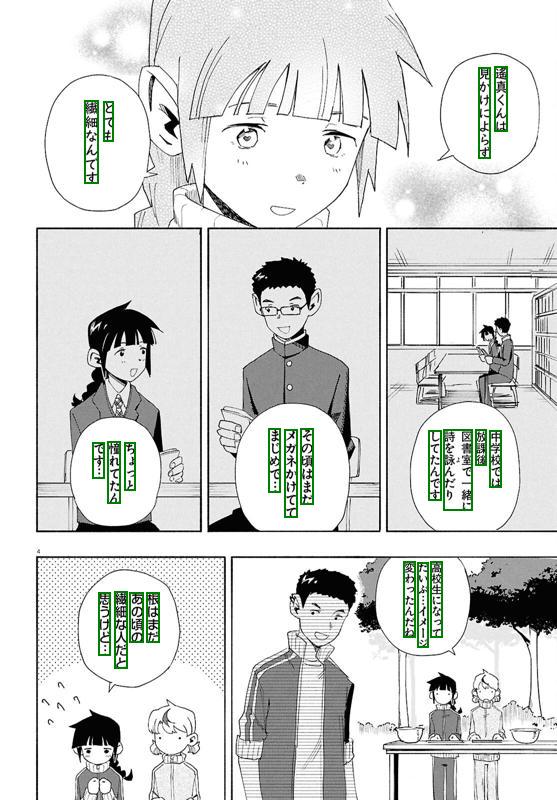 遙真くんは
見かけによらず
とても
繊細なんです
中学校では
放課後
図書室で一緒に
詩を詠んだり
してたんです
その頃はまだ
メガネかけてて
まじめで…
ちょっと
憧れてたん
です…
高校生になって
だいぶ…イメージ
変わったんだね
根はまだ
あの頃の
繊細な人だと
思うけど…
4